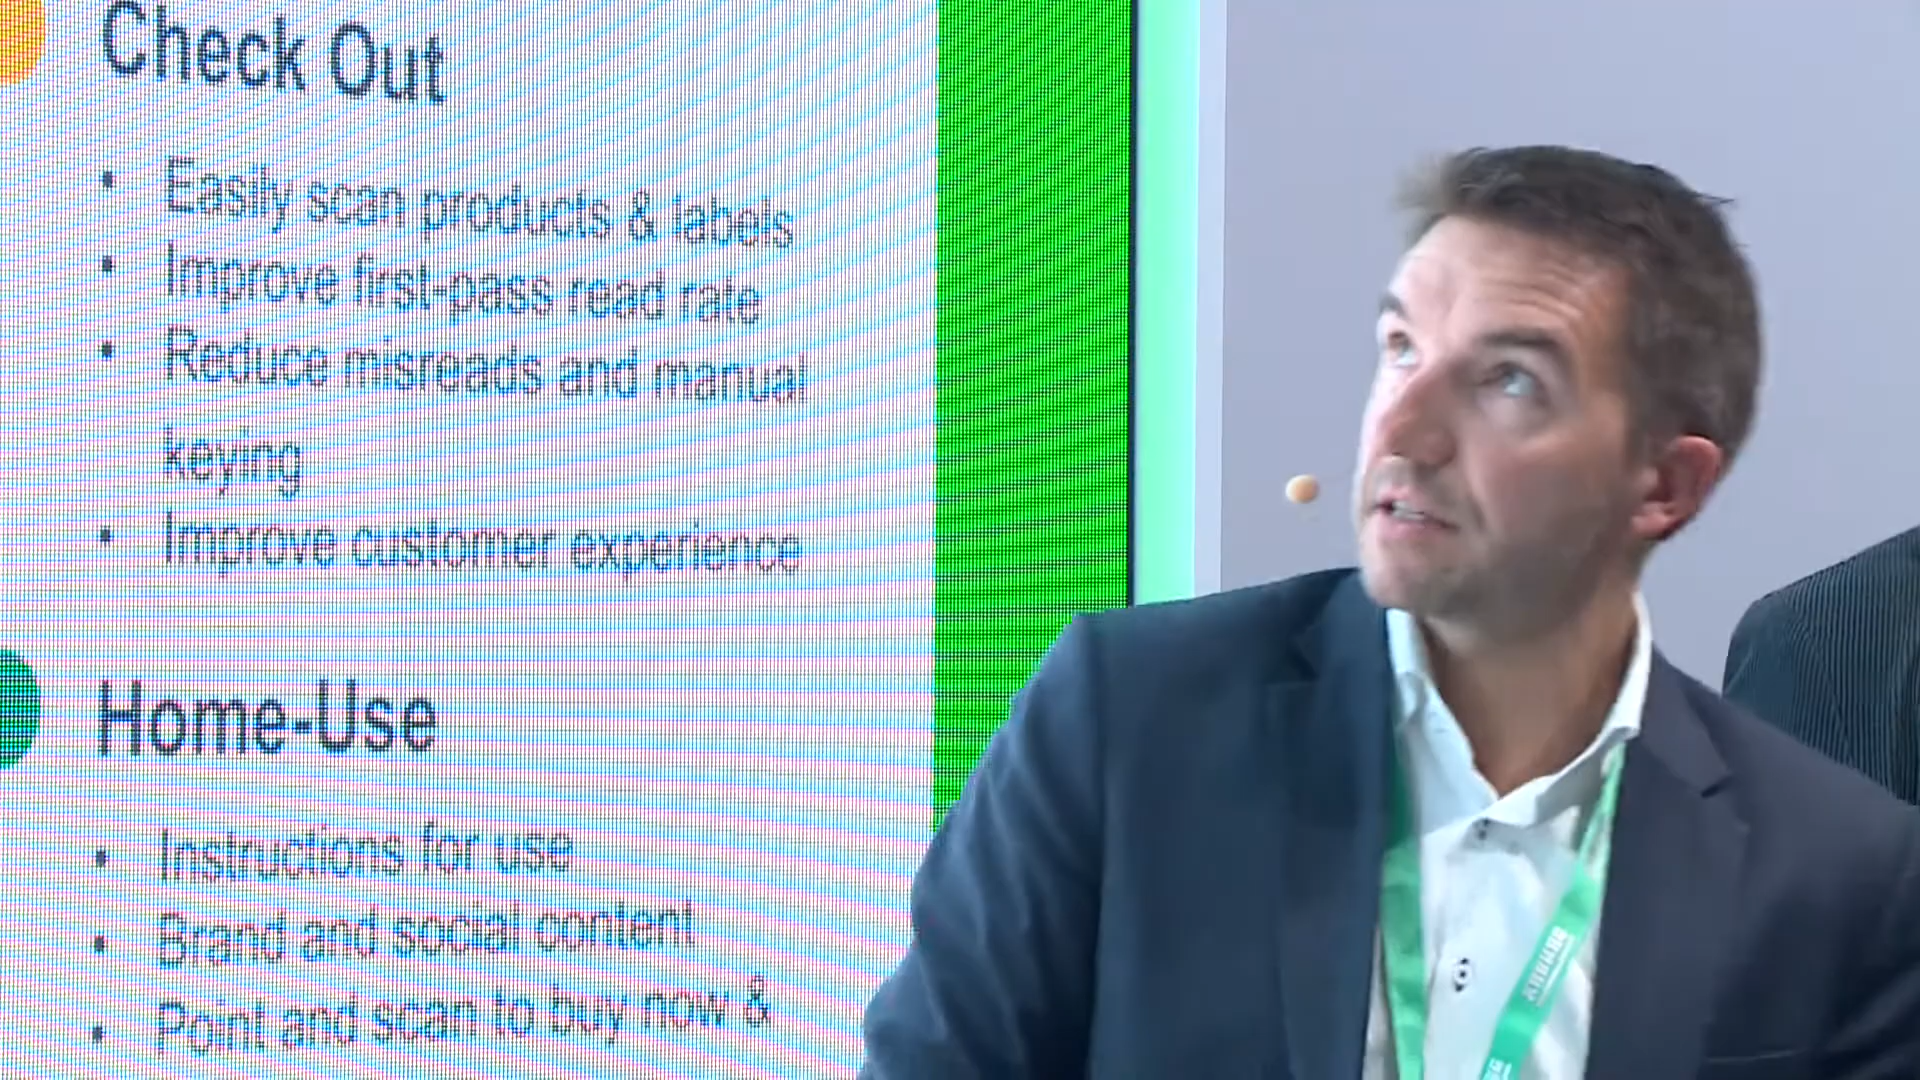 Check Out
• Easily scan products & labels
• Improve first-pass read rate
• Reduce misreads and manual
keying
• Improve customer experience
Home-Use
• Instructions for use
• Brand and social content
• Point and scan to buy now &